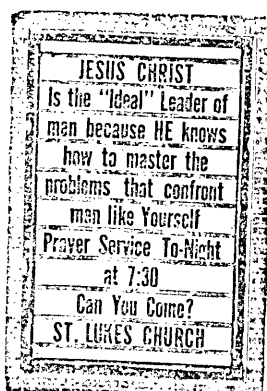 JESUS CHRIST
Is the "Ideal" Leader of
man because HE knows
how to master the
problems that confront
man like Yourself
Prayer Service To-Night
at 7:30
Can You Come?
ST. LUKES CHURCH